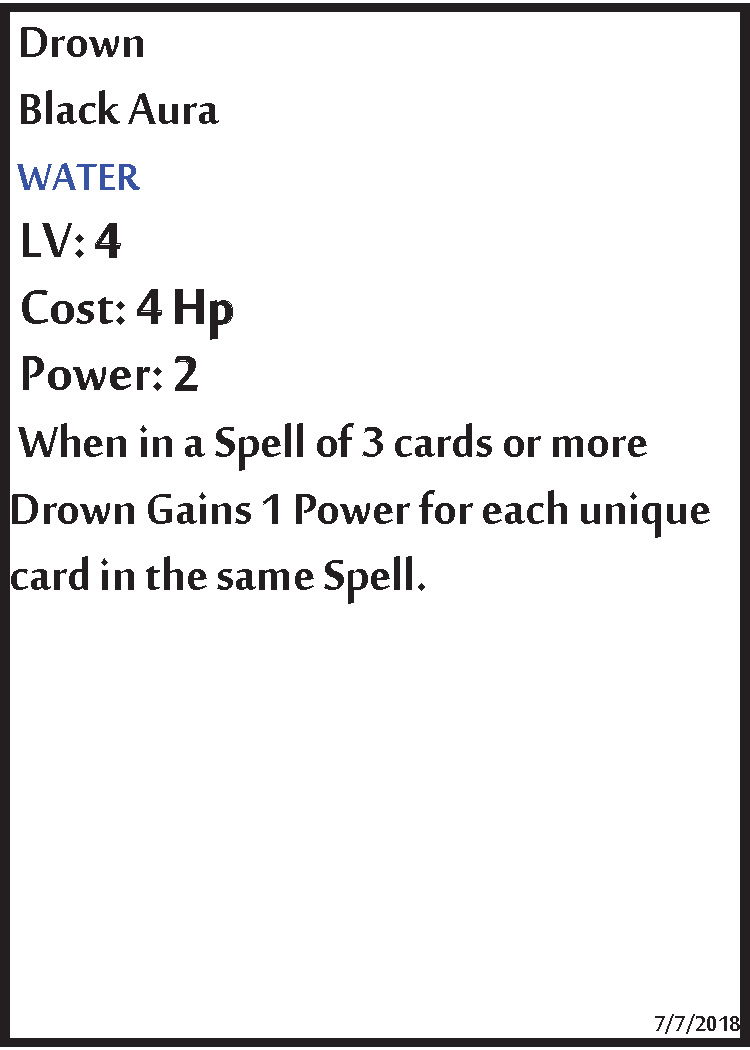 Drown
Black Aura
WATER
LV: 4
Cost: 4 Hp
Power: 2
When in a Spell of 3 cards or more
Drown Gains 1 Power for each unique
card in the same Spell.
7/7/2018